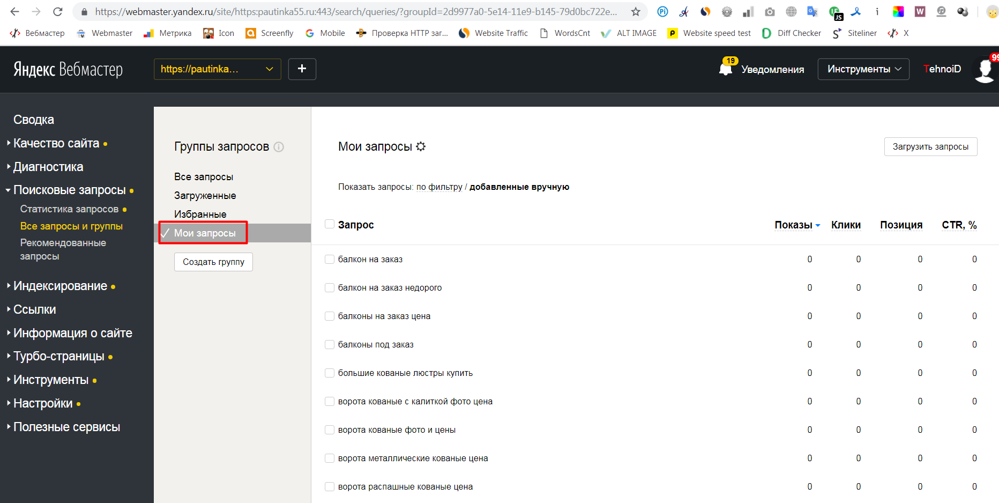 https://webmaster.yandex.ru/site/https:pautinka55.ru:443/search/queries/?groupId=2d9977a0-5e14-11e9-b145-79d0bc722e...
Вебмастер Webmaster Метрика Icon Screenfly Mobile Проверка HTTP заг... Website Traffic WordsCnt ALT IMAGE Website speed test Diff Checker Siteliner X
Яндекс Вебмастер
https://pautinka...
+
19
Уведомления
Инструменты
TehnoiD
99
Сводка
Качество сайта
Диагностика
Поисковые запросы
Статистика запросов
Все запросы и группы
Рекомендованные
запросы
Индексирование
Ссылки
Информация о сайте
Турбо-страницы
Инструменты
Настройки
Полезные сервисы
Группы запросов
Все запросы
Загруженные
Избранные
Мои запросы
Создать группу
Мои запросы
Загрузить запросы
Показать запросы: по фильтру / добавленные вручную
Запрос Показы Клики Позиция CTR, %
балкон на заказ 0 0 0 0
балкон на заказ недорого 0 0 0 0
балконы на заказ цена 0 0 0 0
балконы под заказ 0 0 0 0
большие кованые люстры купить 0 0 0 0
ворота кованые с калиткой фото цена 0 0 0 0
ворота кованые фото и цены 0 0 0 0
ворота металлические кованые цена 0 0 0 0
ворота распашные кованые цена 0 0 0 0